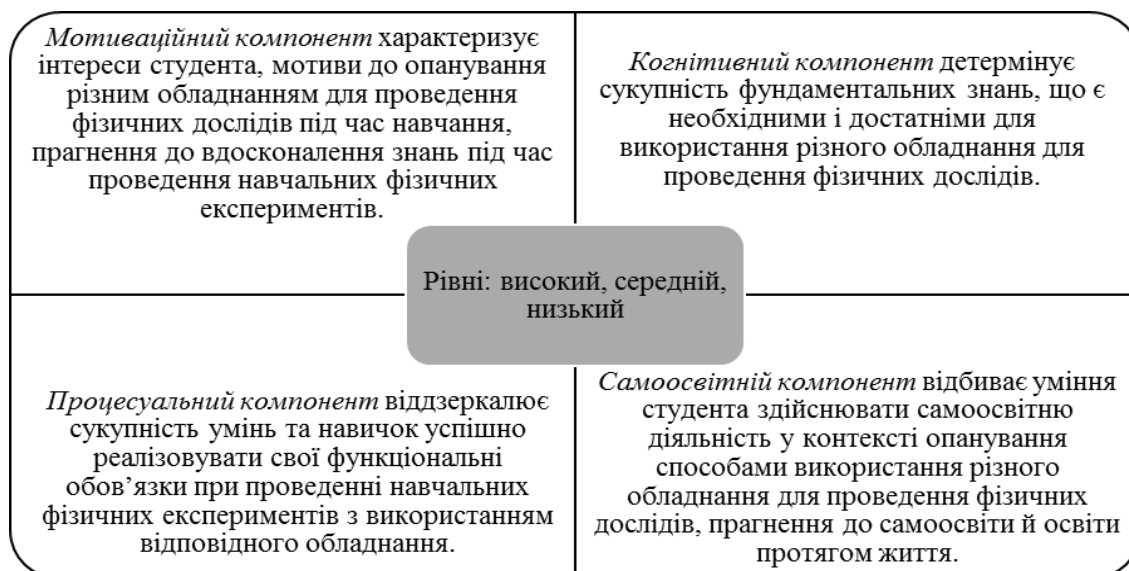 Мотиваційний компонент характеризує
інтереси студента, мотиви до опанування
різним обладнанням для проведення
фізичних дослідів під час навчання,
прагнення до вдосконалення знань під час
проведення навчальних фізичних
експериментів.
Когнітивний компонент детермінує
сукупність фундаментальних знань, що є
необхідними і достатніми для
використання різного обладнання для
проведення фізичних дослідів.
Рівні: високий, середній,
низький
Процесуальний компонент віддзеркалює
сукупність умінь та навичок успішно
реалізовувати свої функціональні
обов’язки при проведенні навчальних
фізичних експериментів з використанням
відповідного обладнання.
Самоосвітній компонент відбиває уміння
студента здійснювати самоосвітню
діяльність у контексті опанування
способами використання різного
обладнання для проведення фізичних
дослідів, прагнення до самоосвіти й освіти
протягом життя.